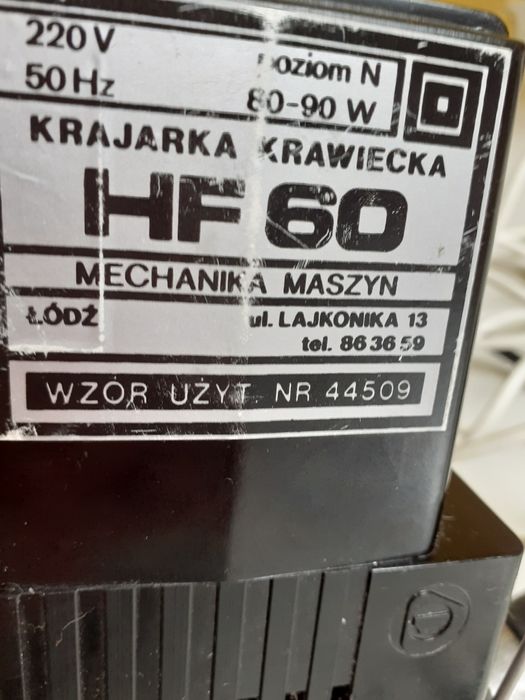 220 V
50 Hz
Poziom N
80-90 W
KRAJARKA KRAWIECKA
HF 60
MECHANIKA MASZYN
ŁÓDŹ
ul. LAJKONIKA 13
tel. 86 36 59
WZÓR UŻYT. NR 44509